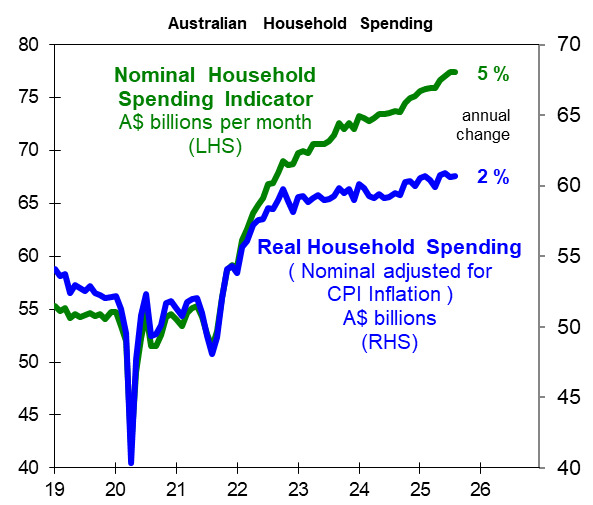 Australian Household Spending
80
75
70
65
60
55
50
45
40
70
65
60
55
50
45
40
Nominal Household
Spending Indicator
A$ billions per month
(LHS)
5 %
annual
change
2 %
Real Household Spending
( Nominal adjusted for
CPI Inflation )
A$ billions
(RHS)
19 20 21 22 23 24 25 26